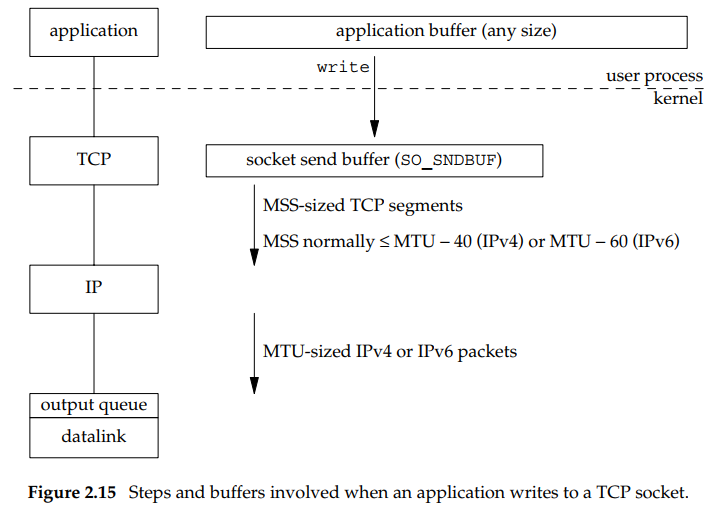 application
application buffer (any size)
write
user process
kernel
TCP
socket send buffer (SO_SNDBUF)
MSS-sized TCP segments
MSS normally ≤ MTU – 40 (IPv4) or MTU – 60 (IPv6)
IP
MTU-sized IPv4 or IPv6 packets
output queue
datalink
Figure 2.15 Steps and buffers involved when an application writes to a TCP socket.